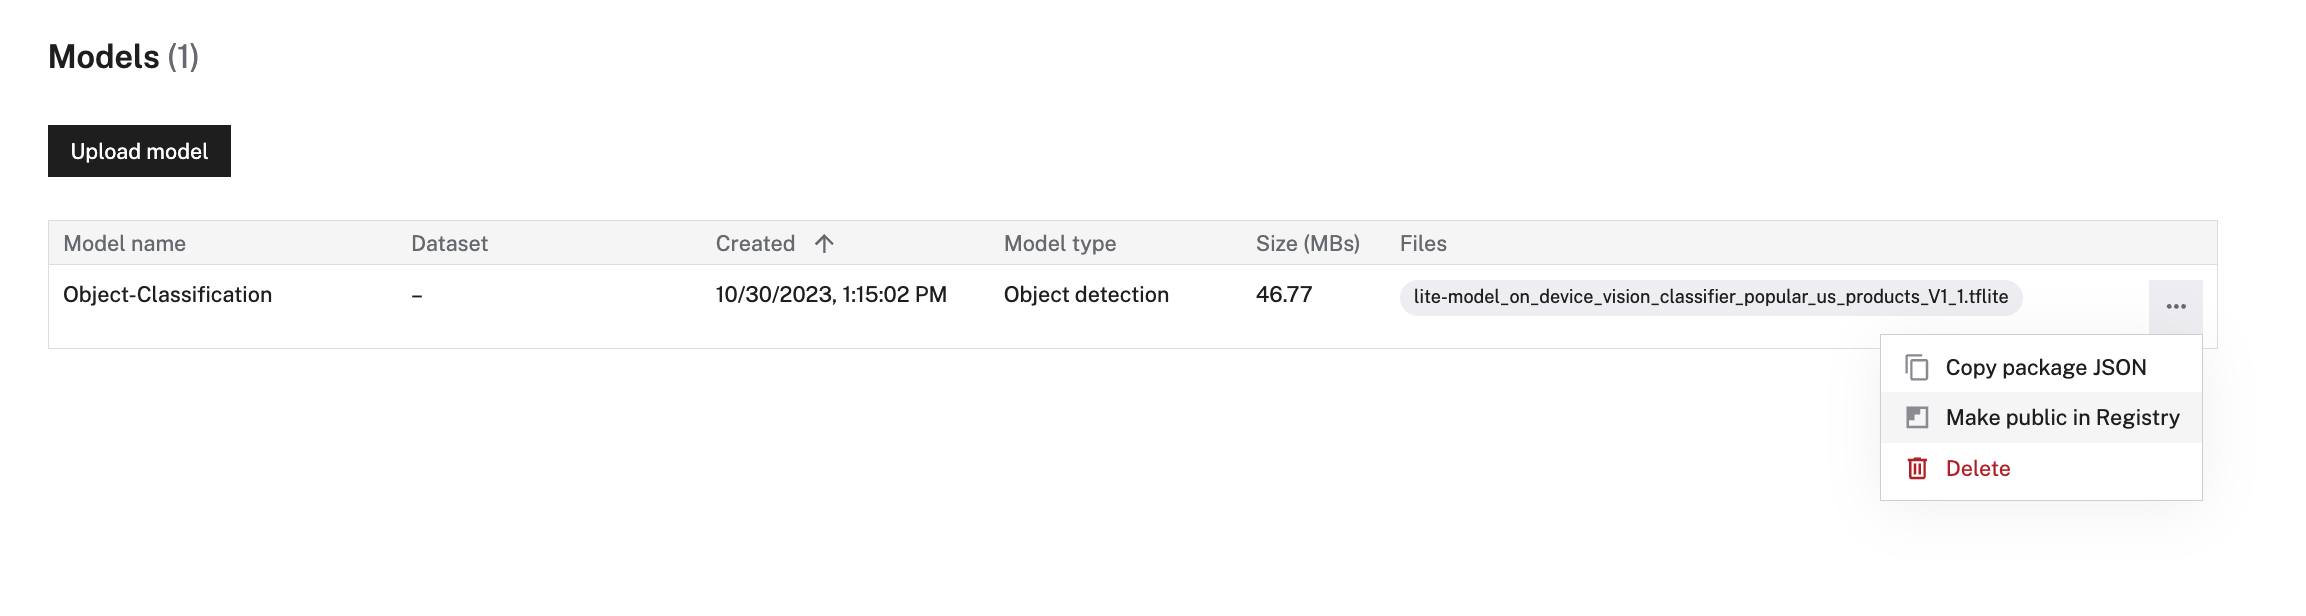 Models (1)
Upload model
Model name Dataset Created Model type Size (MBs) Files
Object-Classification – 10/30/2023, 1:15:02 PM Object detection 46.77 lite-model_on_device_vision_classifier_popular_us_products_V1_1.tflite
Copy package JSON
Make public in Registry
Delete